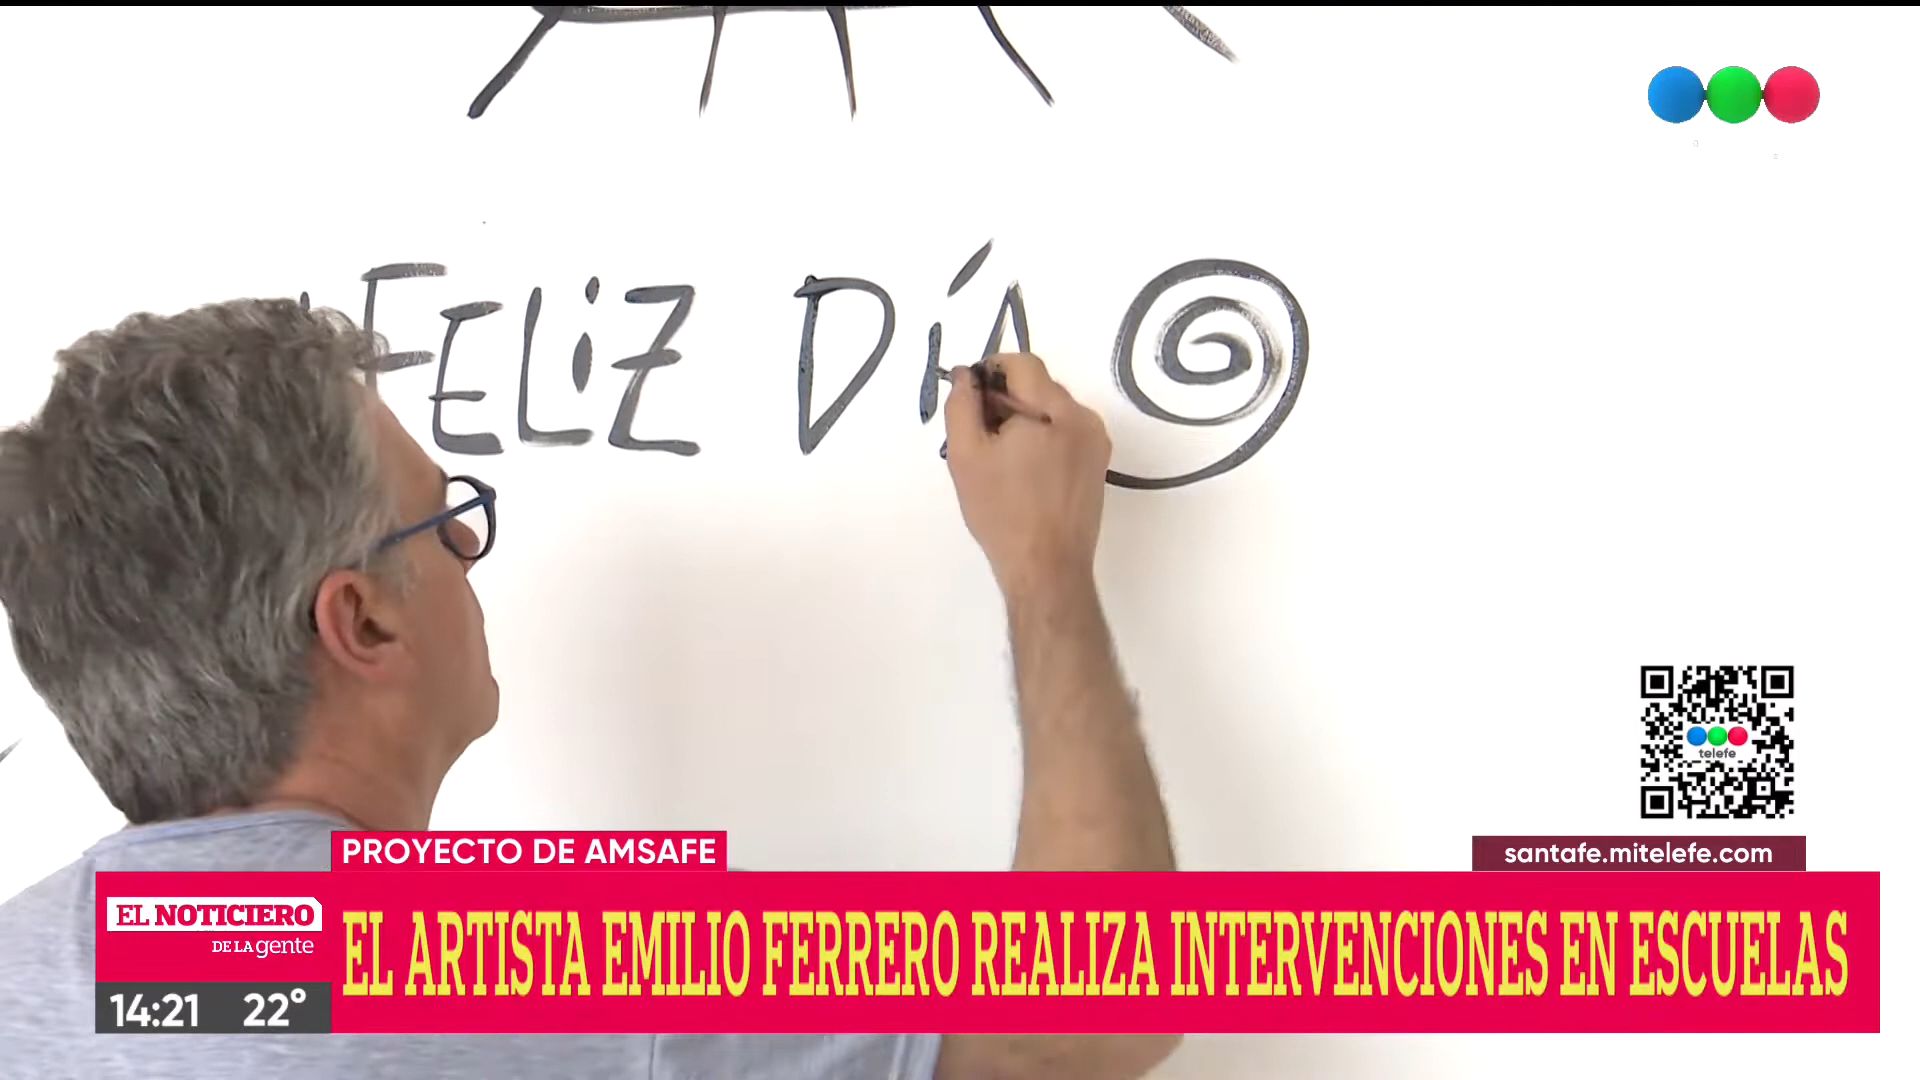 FELIZ DÍA
telefe
PROYECTO DE AMSAFE
santafe.mitelefe.com
EL NOTICIERO
DE LA gente
EL ARTISTA EMILIO FERRERO REALIZA INTERVENCIONES EN ESCUELAS
14:21 22°